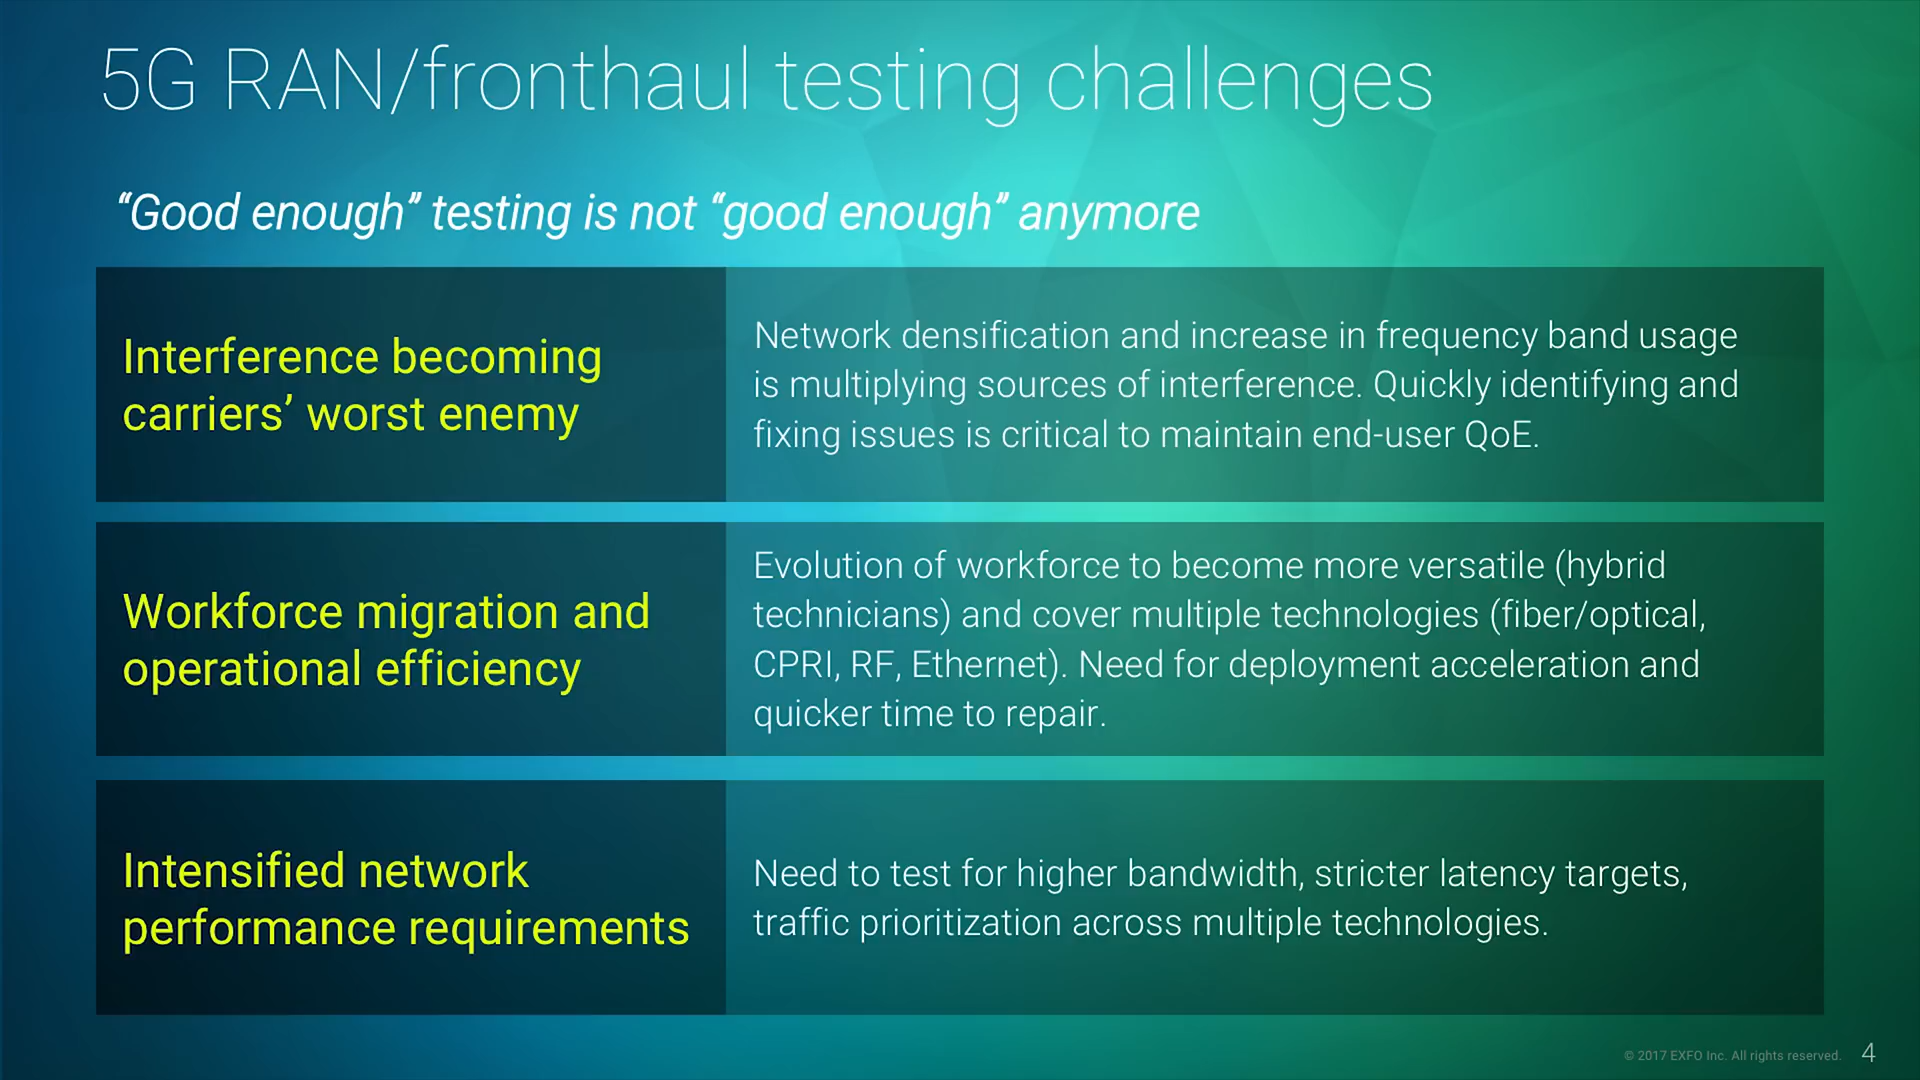 5G RAN/fronthaul testing challenges
“Good enough” testing is not “good enough” anymore
Interference becoming
carriers’ worst enemy
Network densification and increase in frequency band usage
is multiplying sources of interference. Quickly identifying and
fixing issues is critical to maintain end-user QoE.
Workforce migration and
operational efficiency
Evolution of workforce to become more versatile (hybrid
technicians) and cover multiple technologies (fiber/optical,
CPRI, RF, Ethernet). Need for deployment acceleration and
quicker time to repair.
Intensified network
performance requirements
Need to test for higher bandwidth, stricter latency targets,
traffic prioritization across multiple technologies.
© 2017 EXFO Inc. All rights reserved. 4